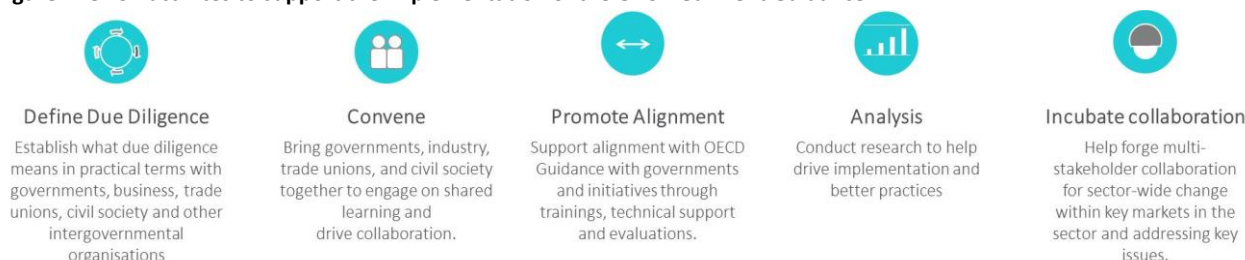 Define Due Diligence
Establish what due diligence
means in practical terms with
governments, business, trade
unions, civil society and other
intergovernmental
organisations
Convene
Bring governments, industry,
trade unions, and civil society
together to engage on shared
learning and
drive collaboration.
Promote Alignment
Support alignment with OECD
Guidance with governments
and initiatives through
trainings, technical support
and evaluations.
Analysis
Conduct research to help
drive implementation and
better practices
Incubate collaboration
Help forge multi-
stakeholder collaboration
for sector-wide change
within key markets in the
sector and addressing key
issues.